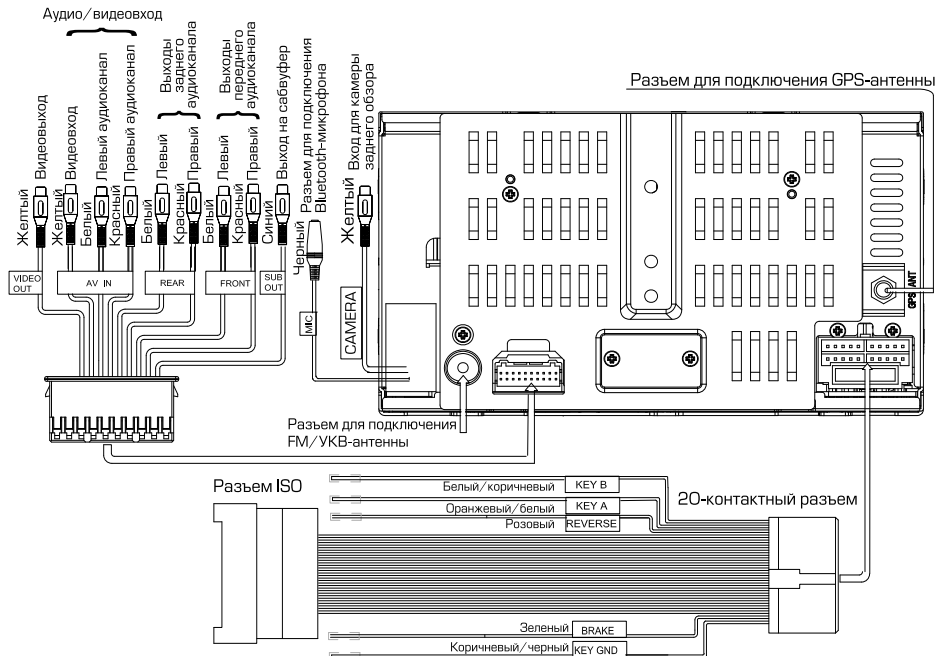 Аудио/видеовход
Видеовыход
Видеовход
Левый аудиоканал
Правый аудиоканал
Выходы
заднего
аудиоканала
Левый
Правый
Выходы
переднего
аудиоканала
Левый
Правый
Выход на сабвуфер
Разъем для подключения
Bluetooth-микрофона
Вход для камеры
заднего обзора
Разъем для подключения GPS-антенны
Желтый
Желтый
Белый
Красный
Белый
Красный
Белый
Красный
Синий
Черный
Желтый
VIDEO
OUT
AV IN
REAR
FRONT
SUB
OUT
MIC
CAMERA
GPS ANT
Разъем для подключения
FM/УКВ-антенны
Разъем ISO
Белый/коричневый KEY B
Оранжевый/белый KEY A
Розовый REVERSE
20-контактный разъем
Зеленый BRAKE
Коричневый/черный KEY GND